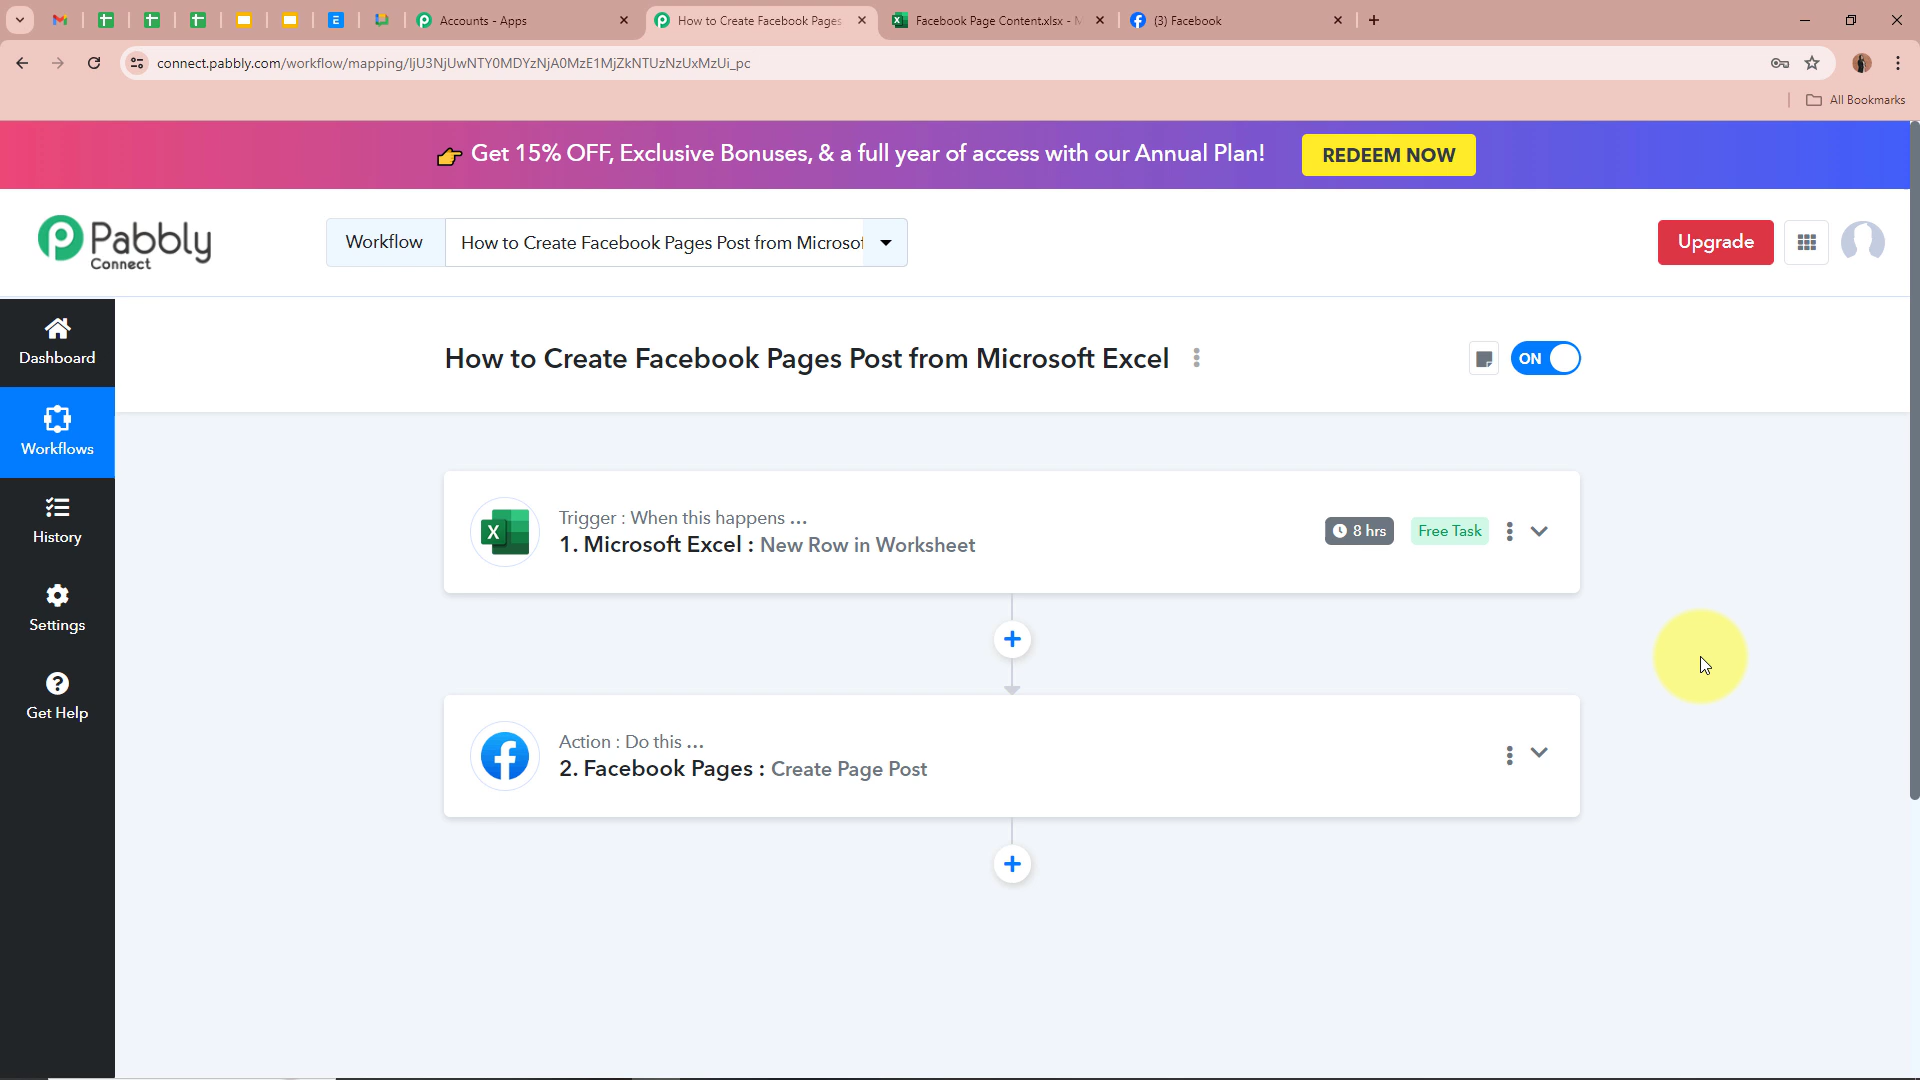 Accounts - Apps
How to Create Facebook Pages
Facebook Page Content.xlsx - M
(3) Facebook
connect.pabbly.com/workflow/mapping/IjU3NjUwNTY0MDYzNjA0MzE1MjZkNTUzNzUxMzUi_pc
All Bookmarks
Get 15% OFF, Exclusive Bonuses, & a full year of access with our Annual Plan!
REDEEM NOW
Pabbly
Connect
Workflow
How to Create Facebook Pages Post from Microsof
Upgrade
Dashboard
Workflows
History
Settings
Get Help
How to Create Facebook Pages Post from Microsoft Excel
ON
Trigger : When this happens ...
1. Microsoft Excel : New Row in Worksheet
8 hrs
Free Task
Action : Do this ...
2. Facebook Pages : Create Page Post